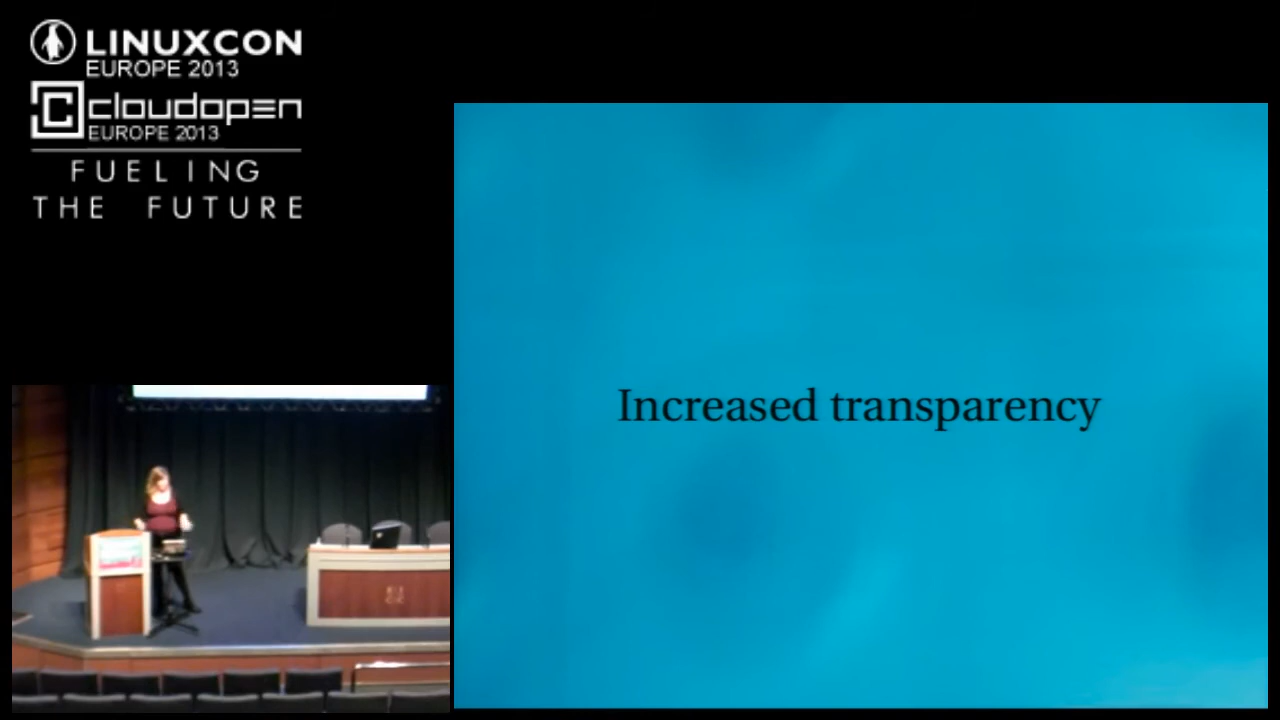 LINUXCON
EUROPE 2013
cloudopen
EUROPE 2013
FUELING
THE FUTURE
Increased transparency